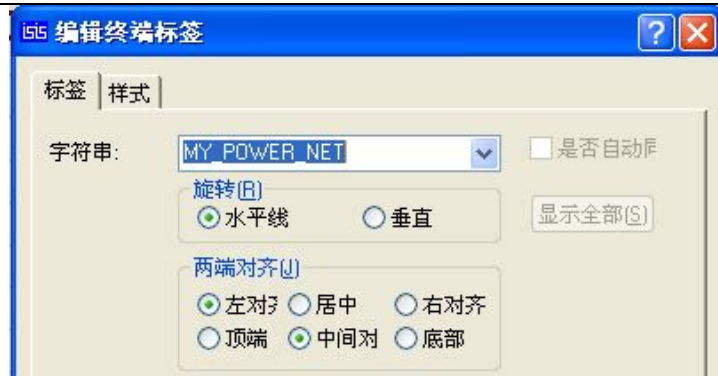 isis 编辑终端标签
标签 样式
字符串: MY_POWER_NET 是否自动
旋转(R)
水平线 垂直 显示全部(S)
两端对齐(J)
左对 居中 右对齐
顶端 中间对 底部